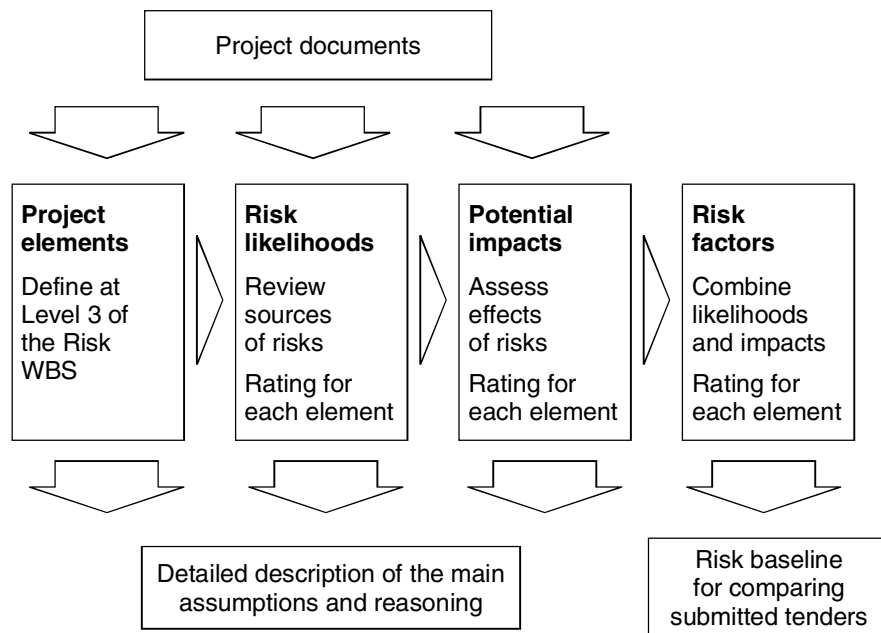 Project documents
Project
elements
Define at
Level 3 of
the Risk
WBS
Risk
likelihoods
Review
sources
of risks
Rating for
each element
Potential
impacts
Assess
effects
of risks
Rating for
each element
Risk
factors
Combine
likelihoods
and impacts
Rating for
each element
Detailed description of the main
assumptions and reasoning
Risk baseline
for comparing
submitted tenders